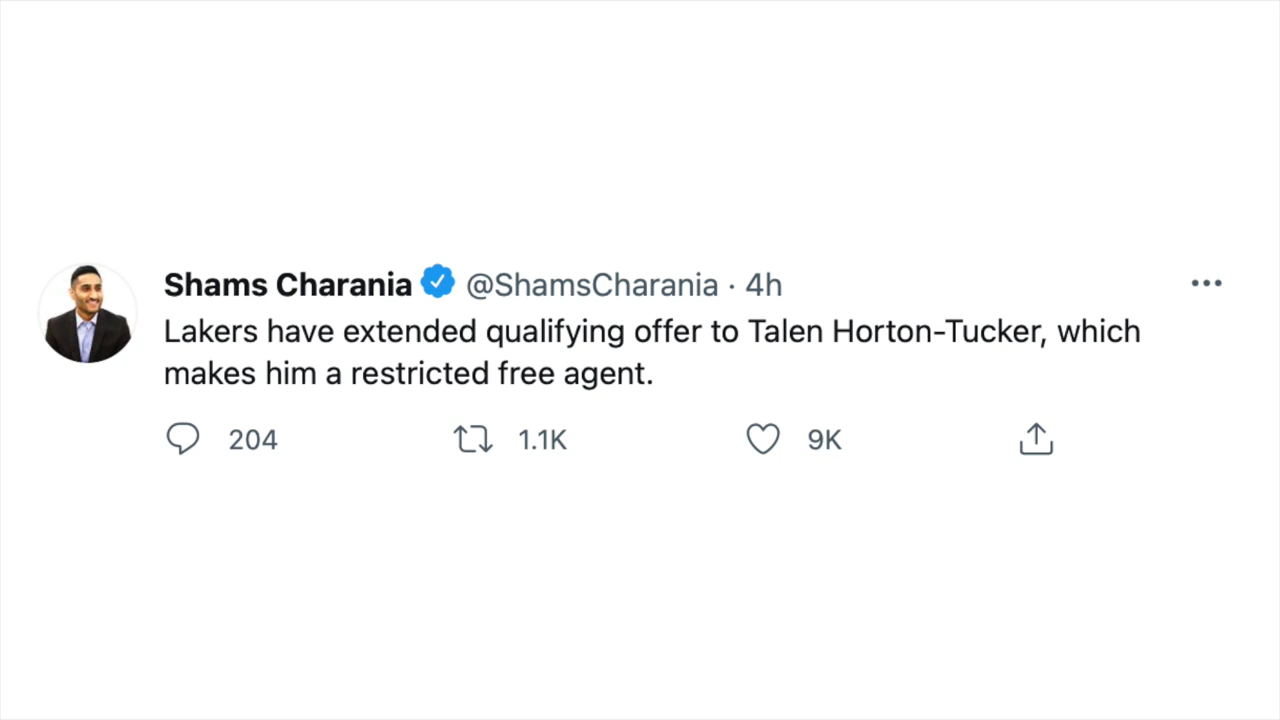 Shams Charania @ShamsCharania · 4h
Lakers have extended qualifying offer to Talen Horton-Tucker, which
makes him a restricted free agent.
204 1.1K 9K